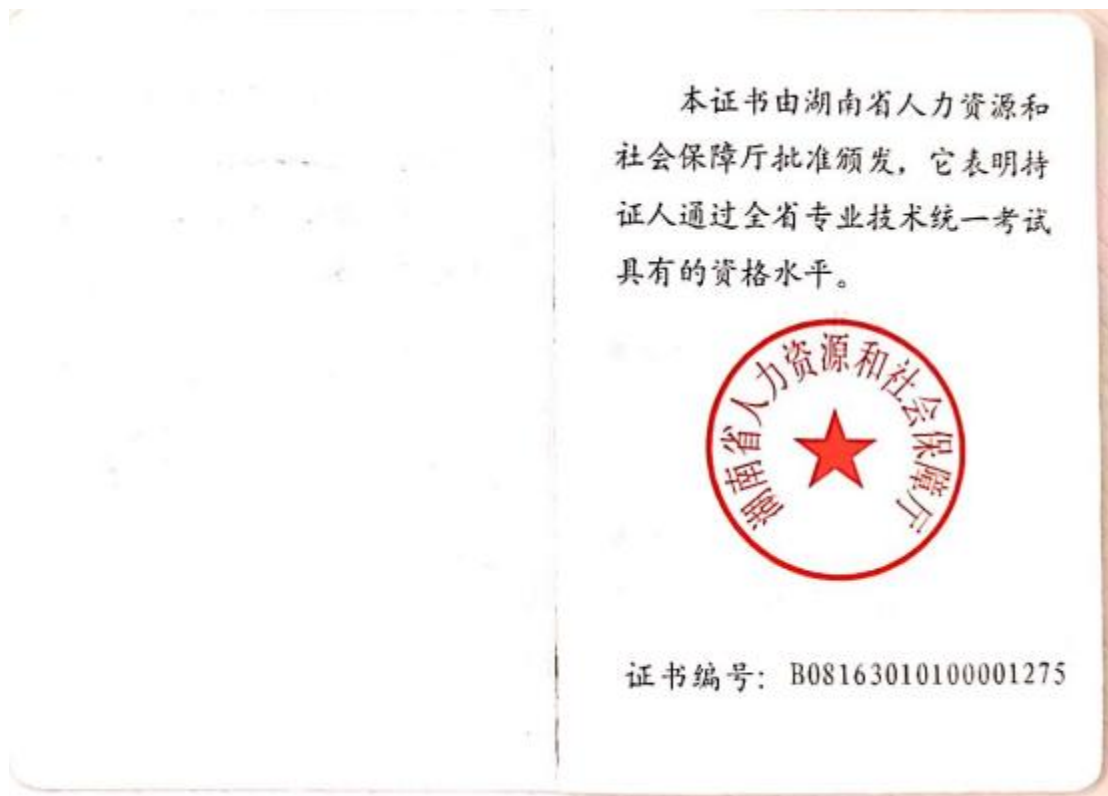 本证书由湖南省人力资源和
社会保障厅批准颁发，它表明持
证人通过全省专业技术统一考试
具有的资格水平。
湖南省人力资源和社会保障厅
证书编号：B08163010100001275